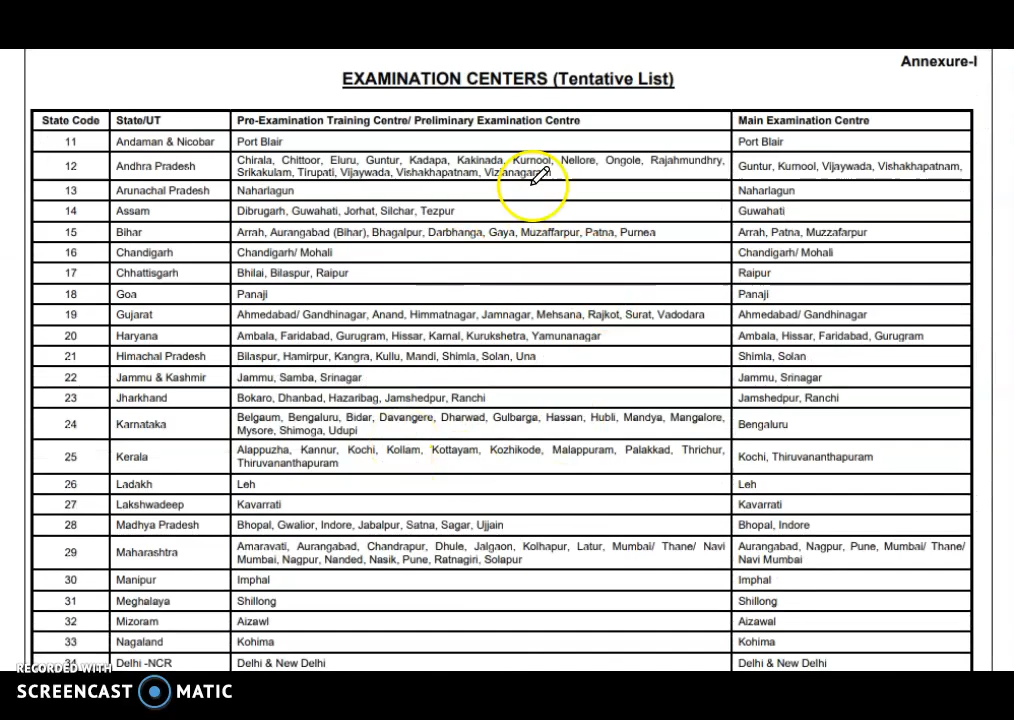 Annexure-I
EXAMINATION CENTERS (Tentative List)
State Code State/UT Pre-Examination Training Centre/ Preliminary Examination Centre Main Examination Centre
11 Andaman & Nicobar Port Blair Port Blair
12 Andhra Pradesh Chirala, Chittoor, Eluru, Guntur, Kadapa, Kakinada, Kurnool, Nellore, Ongole, Rajahmundhry, Guntur, Kurnool, Vijaywada, Vishakhapatnam,
Srikakulam, Tirupati, Vijaywada, Vishakhapatnam, Vizianagaram
13 Arunachal Pradesh Naharlagun Naharlagun
14 Assam Dibrugarh, Guwahati, Jorhat, Silchar, Tezpur Guwahati
15 Bihar Arrah, Aurangabad (Bihar), Bhagalpur, Darbhanga, Gaya, Muzaffarpur, Patna, Purnea Arrah, Patna, Muzzafarpur
16 Chandigarh Chandigarh/ Mohali Chandigarh/ Mohali
17 Chhattisgarh Bhilai, Bilaspur, Raipur Raipur
18 Goa Panaji Panaji
19 Gujarat Ahmedabad/ Gandhinagar, Anand, Himmatnagar, Jamnagar, Mehsana, Rajkot, Surat, Vadodara Ahmedabad/ Gandhinagar
20 Haryana Ambala, Faridabad, Gurugram, Hissar, Karnal, Kurukshetra, Yamunanagar Ambala, Hissar, Faridabad, Gurugram
21 Himachal Pradesh Bilaspur, Hamirpur, Kangra, Kullu, Mandi, Shimla, Solan, Una Shimla, Solan
22 Jammu & Kashmir Jammu, Samba, Srinagar Jammu, Srinagar
23 Jharkhand Bokaro, Dhanbad, Hazaribag, Jamshedpur, Ranchi Jamshedpur, Ranchi
24 Karnataka Belgaum, Bengaluru, Bidar, Davangere, Dharwad, Gulbarga, Hassan, Hubli, Mandya, Mangalore, Bengaluru
Mysore, Shimoga, Udupi
25 Kerala Alappuzha, Kannur, Kochi, Kollam, Kottayam, Kozhikode, Malappuram, Palakkad, Thrichur, Kochi, Thiruvananthapuram
Thiruvananthapuram
26 Ladakh Leh Leh
27 Lakshwadeep Kavarrati Kavarrati
28 Madhya Pradesh Bhopal, Gwalior, Indore, Jabalpur, Satna, Sagar, Ujjain Bhopal, Indore
29 Maharashtra Amaravati, Aurangabad, Chandrapur, Dhule, Jalgaon, Kolhapur, Latur, Mumbai/ Thane/ Navi Aurangabad, Nagpur, Pune, Mumbai/ Thane/
Mumbai, Nagpur, Nanded, Nasik, Pune, Ratnagiri, Solapur Navi Mumbai
30 Manipur Imphal Imphal
31 Meghalaya Shillong Shillong
32 Mizoram Aizawl Aizawal
33 Nagaland Kohima Kohima
34 Delhi -NCR Delhi & New Delhi Delhi & New Delhi
RECORDED WITH
SCREENCAST MATIC